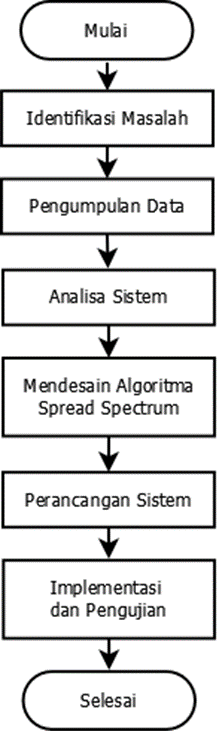 Mulai
Identifikasi Masalah
Pengumpulan Data
Analisa Sistem
Mendesain Algoritma
Spread Spectrum
Perancangan Sistem
Implementasi
dan Pengujian
Selesai